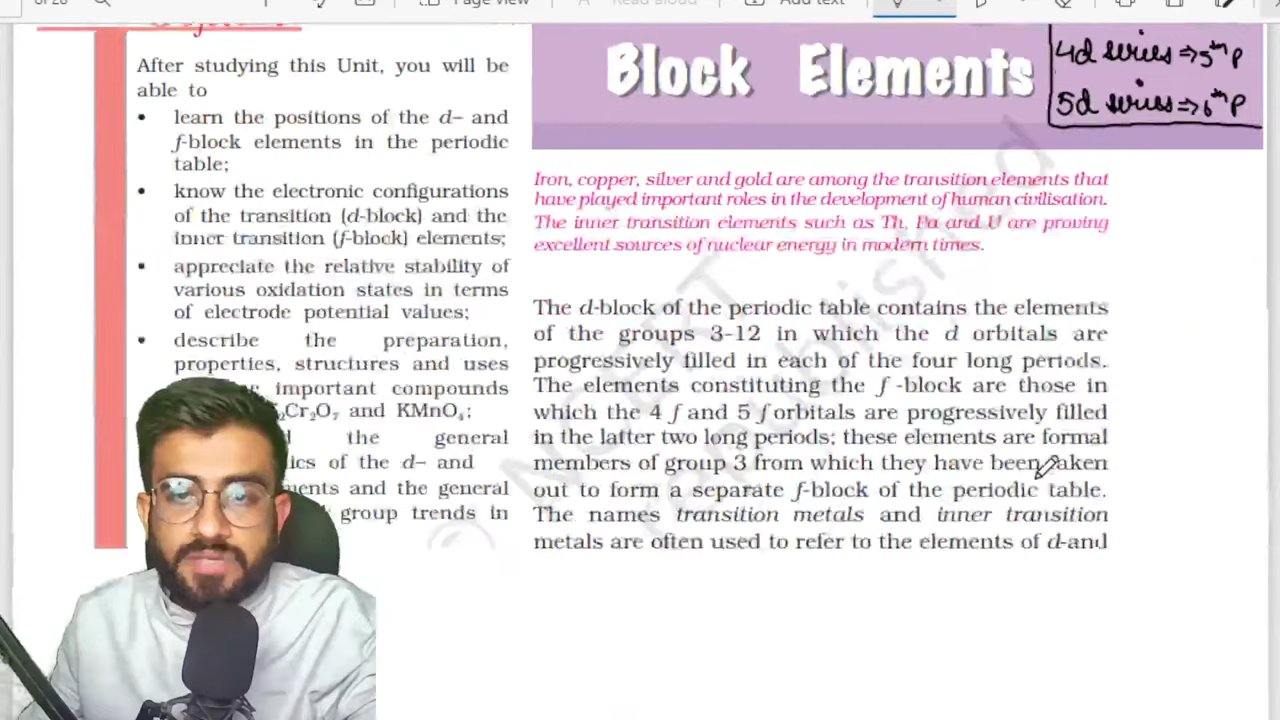 Page view
Read aloud
Add text
Block Elements
4d series ⇒ 5th P
5d series ⇒ 6th P
After studying this Unit, you will be
able to
• learn the positions of the d– and
f-block elements in the periodic
table;
• know the electronic configurations
of the transition (d-block) and the
inner transition (f-block) elements;
• appreciate the relative stability of
various oxidation states in terms
of electrode potential values;
• describe the preparation,
properties, structures and uses
important compounds
Cr₂O₇ and KMnO₄;
the general
of the d– and
and the general
group trends in
Iron, copper, silver and gold are among the transition elements that
have played important roles in the development of human civilisation.
The inner transition elements such as Th, Pa and U are proving
excellent sources of nuclear energy in modern times.
The d-block of the periodic table contains the elements
of the groups 3-12 in which the d orbitals are
progressively filled in each of the four long periods.
The elements constituting the f -block are those in
which the 4 f and 5 f orbitals are progressively filled
in the latter two long periods; these elements are formal
members of group 3 from which they have been taken
out to form a separate f-block of the periodic table.
The names transition metals and inner transition
metals are often used to refer to the elements of d-and